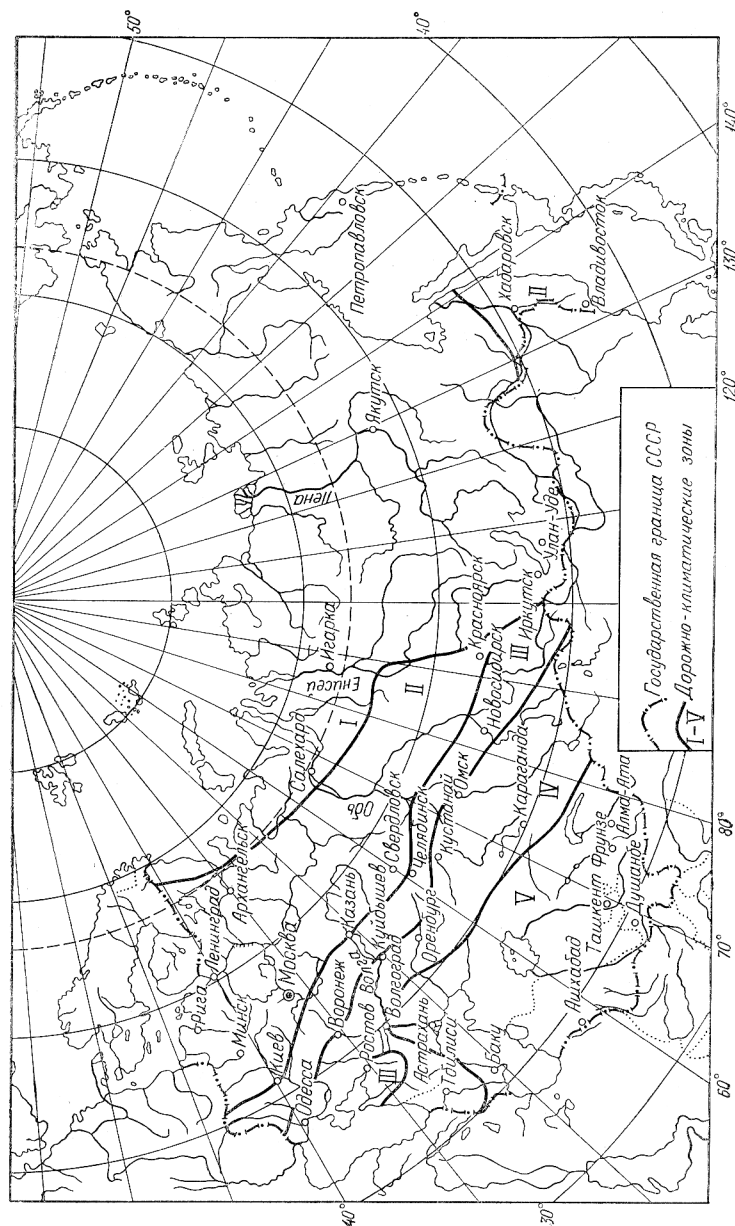 50°
40°
140°
130°
120°
Петропавловск
Хабаровск
II
Владивосток
Якутск
Лена
Улан-Уде
Иркутск
Красноярск
III
Игарка
Енисей
II
I
Новосибирск
Салехард
Обь
Омск
Караганда
IV
Свердловск
Челябинск
Кустанай
Алма-Ата
Фрунзе
Ташкент
Душанбе
V
Архангельск
Казань
Куйбышев
Оренбург
Ленинград
Москва
Волгоград
Рига
Минск
Воронеж
Ростов
Астрахань
Ашхабад
Киев
Одесса
III
Тбилиси
Баку
80°
70°
60°
40°
30°
Государственная граница СССР
I-V Дорожно-климатические зоны